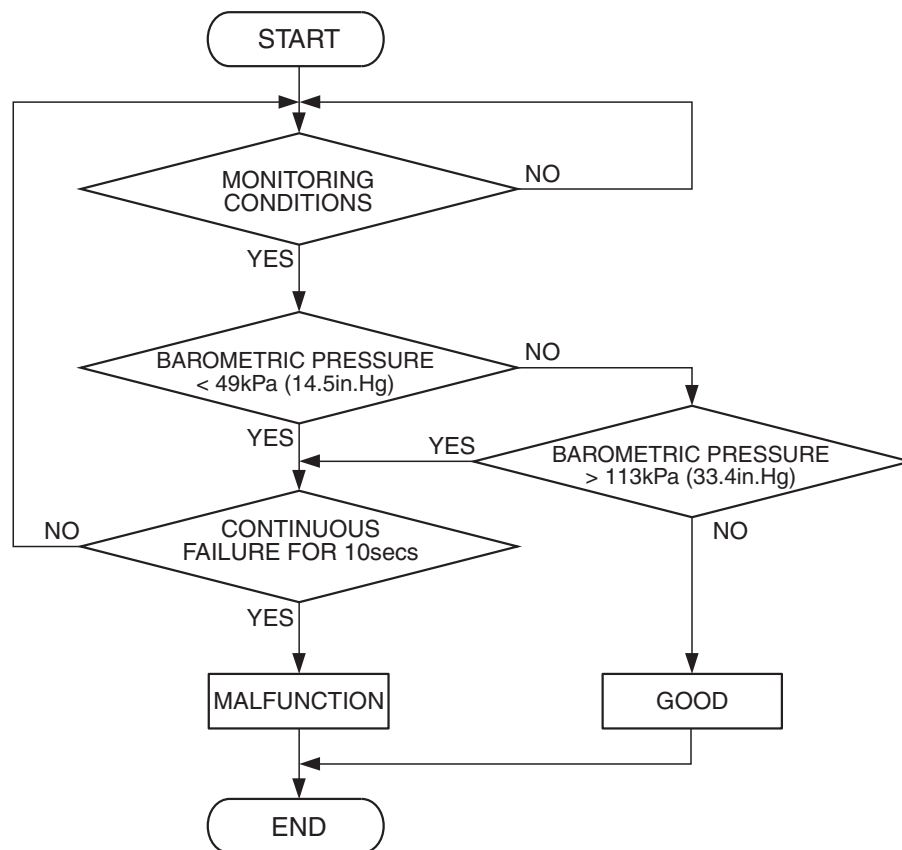 START
MONITORING
CONDITIONS
NO
YES
BAROMETRIC PRESSURE
< 49kPa (14.5in.Hg)
NO
YES
YES
BAROMETRIC PRESSURE
> 113kPa (33.4in.Hg)
NO
CONTINUOUS
FAILURE FOR 10secs
NO
YES
MALFUNCTION
GOOD
END